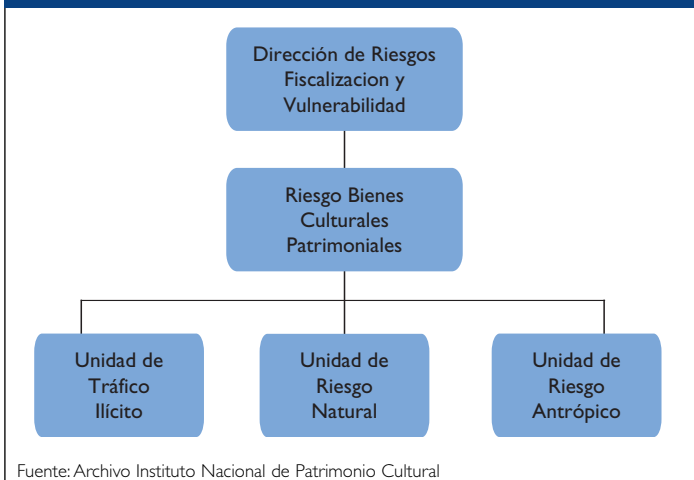 Dirección de Riesgos
Fiscalizacion y
Vulnerabilidad
Riesgo Bienes
Culturales
Patrimoniales
Unidad de
Tráfico
Ilícito
Unidad de
Riesgo
Natural
Unidad de
Riesgo
Antrópico
Fuente: Archivo Instituto Nacional de Patrimonio Cultural